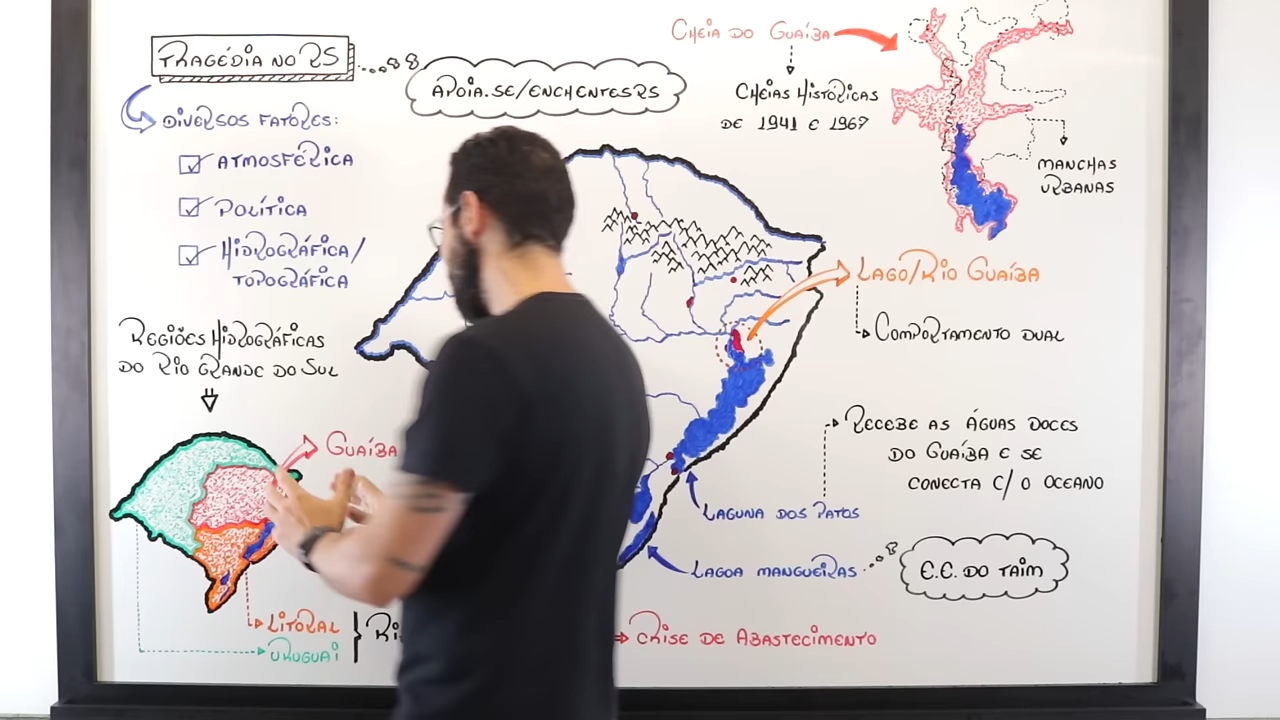 TRAGÉDIA NO RS
APOIA.SE/ENCHENTESRS
DIVERSOS FATORES:
ATMOSFÉRICA
POLÍTICA
HIDROGRÁFICA/
TOPOGRÁFICA
REGIÕES HIDROGRÁFICAS
DO RIO GRANDE DO SUL
GUAÍBA
LITORAL
URUGUAI
CHEIA DO GUAÍBA
CHEIAS HISTÓRICAS
DE 1941 E 1967
MANCHAS
URBANAS
LAGO/RIO GUAÍBA
COMPORTAMENTO DUAL
RECEBE AS ÁGUAS DOCES
DO GUAÍBA E SE
CONECTA C/ O OCEANO
LAGUNA DOS PATOS
LAGOA MANGUEIRAS
E.E. DO TAIM
CRISE DE ABASTECIMENTO